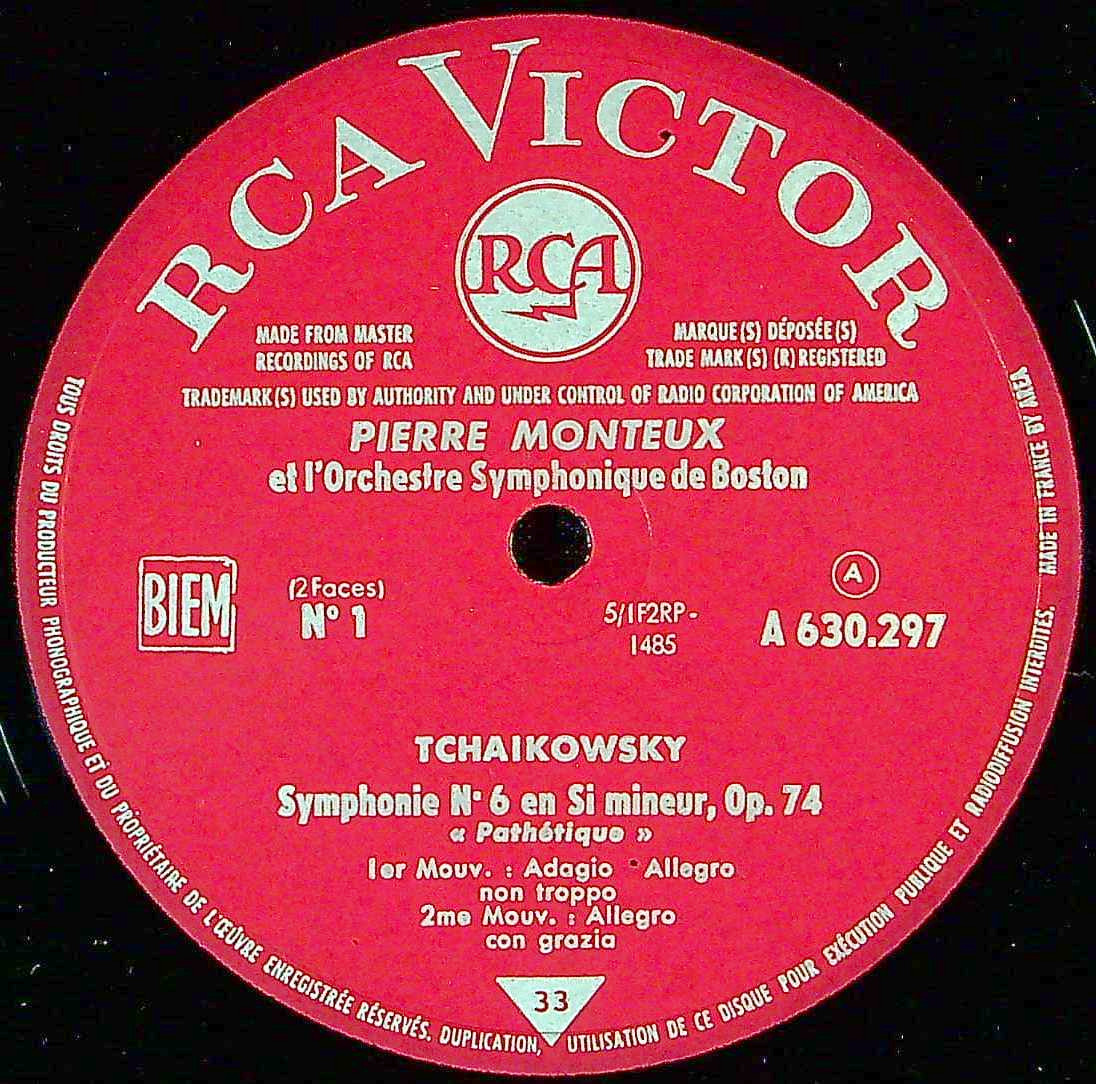 RCA VICTOR
RCA
MADE FROM MASTER
RECORDINGS OF RCA
MARQUE(S) DÉPOSÉE(S)
TRADE MARK(S) (R) REGISTERED
TRADEMARK(S) USED BY AUTHORITY AND UNDER CONTROL OF RADIO CORPORATION OF AMERICA
PIERRE MONTEUX
et l'Orchestre Symphonique de Boston
BIEM
(2 Faces)
N° 1
5/1F2RP-
1485
A
A 630.297
TCHAIKOWSKY
Symphonie N° 6 en Si mineur, Op. 74
« Pathétique »
1er Mouv. : Adagio - Allegro
non troppo
2me Mouv. : Allegro
con grazia
33
TOUS DROITS DU PRODUCTEUR PHONOGRAPHIQUE ET DU PROPRIÉTAIRE DE L'ŒUVRE ENREGISTRÉE RÉSERVÉS. DUPLICATION, UTILISATION DE CE DISQUE POUR EXÉCUTION PUBLIQUE ET RADIODIFFUSION INTERDITES. MADE IN FRANCE BY AREA